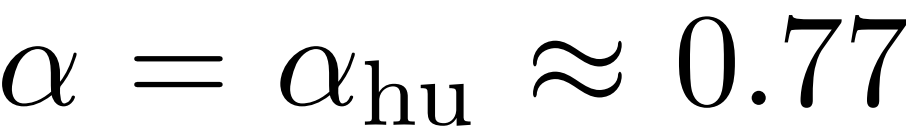 α = α_hu ≈ 0.77